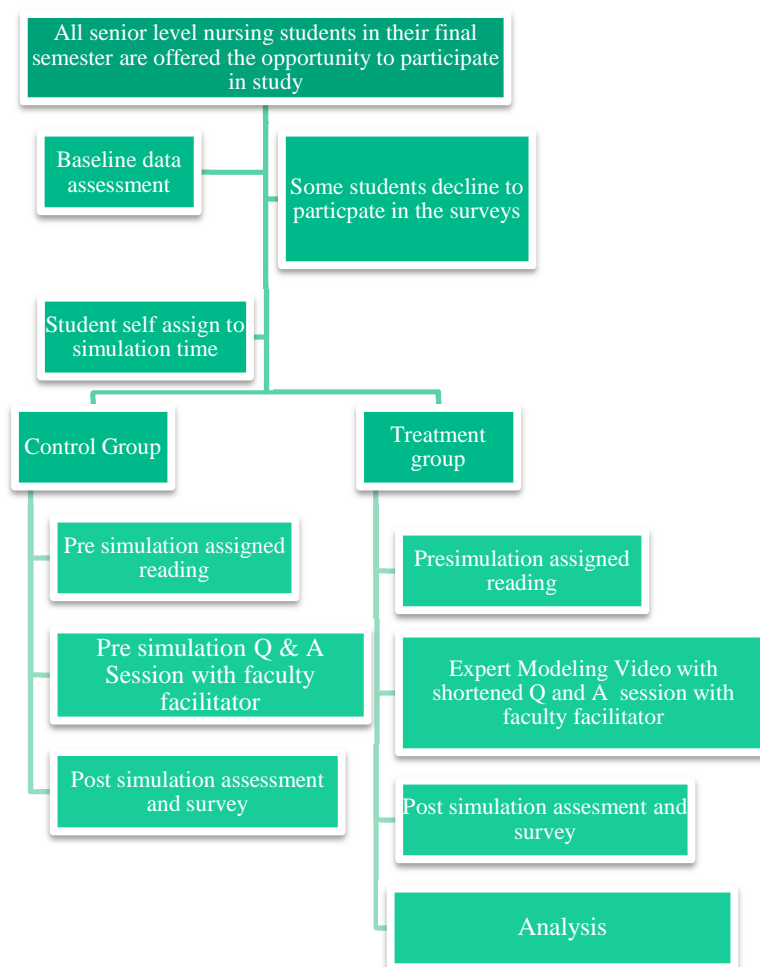 All senior level nursing students in their final
semester are offered the opportunity to participate
in study
Baseline data
assessment
Some students decline to
particpate in the surveys
Student self assign to
simulation time
Control Group
Treatment
group
Pre simulation assigned
reading
Presimulation assigned
reading
Pre simulation Q & A
Session with faculty
facilitator
Expert Modeling Video with
shortened Q and A session with
faculty facilitator
Post simulation assessment
and survey
Post simulation assesment and
survey
Analysis